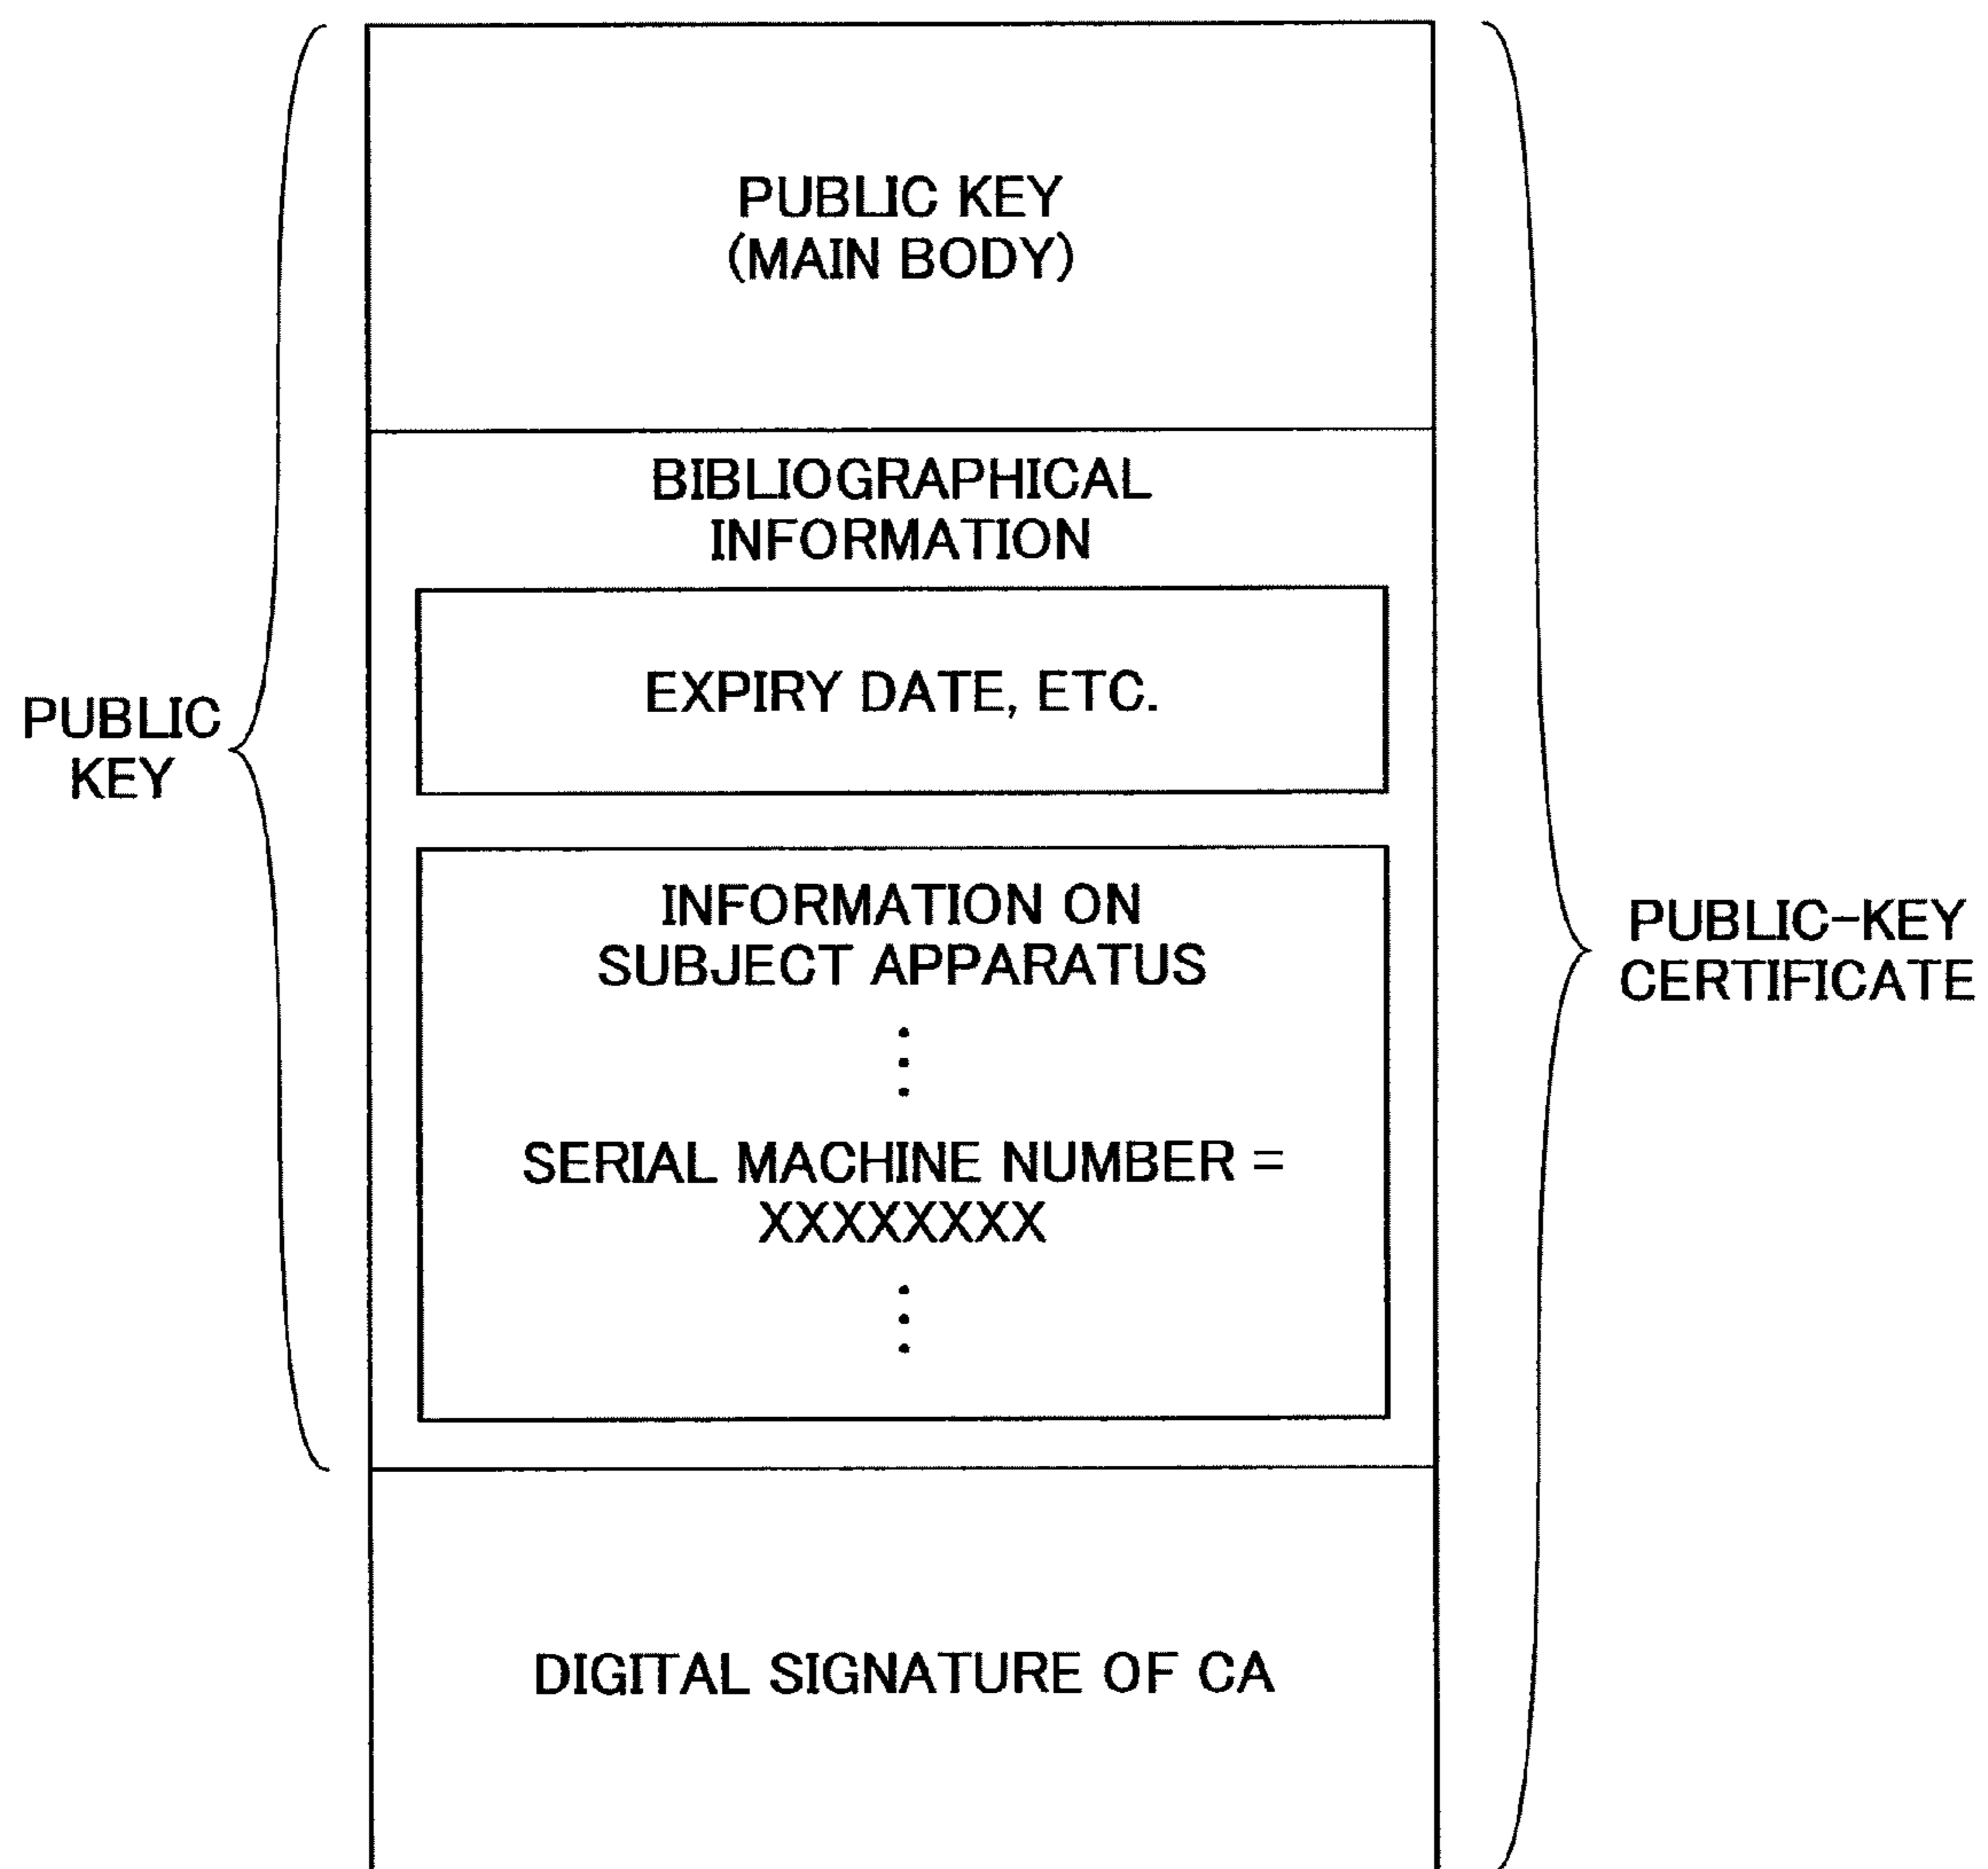 PUBLIC KEY
(MAIN BODY)
BIBLIOGRAPHICAL
INFORMATION
EXPIRY DATE, ETC.
PUBLIC
KEY
INFORMATION ON
SUBJECT APPARATUS
SERIAL MACHINE NUMBER =
XXXXXXXX
PUBLIC-KEY
CERTIFICATE
DIGITAL SIGNATURE OF CA